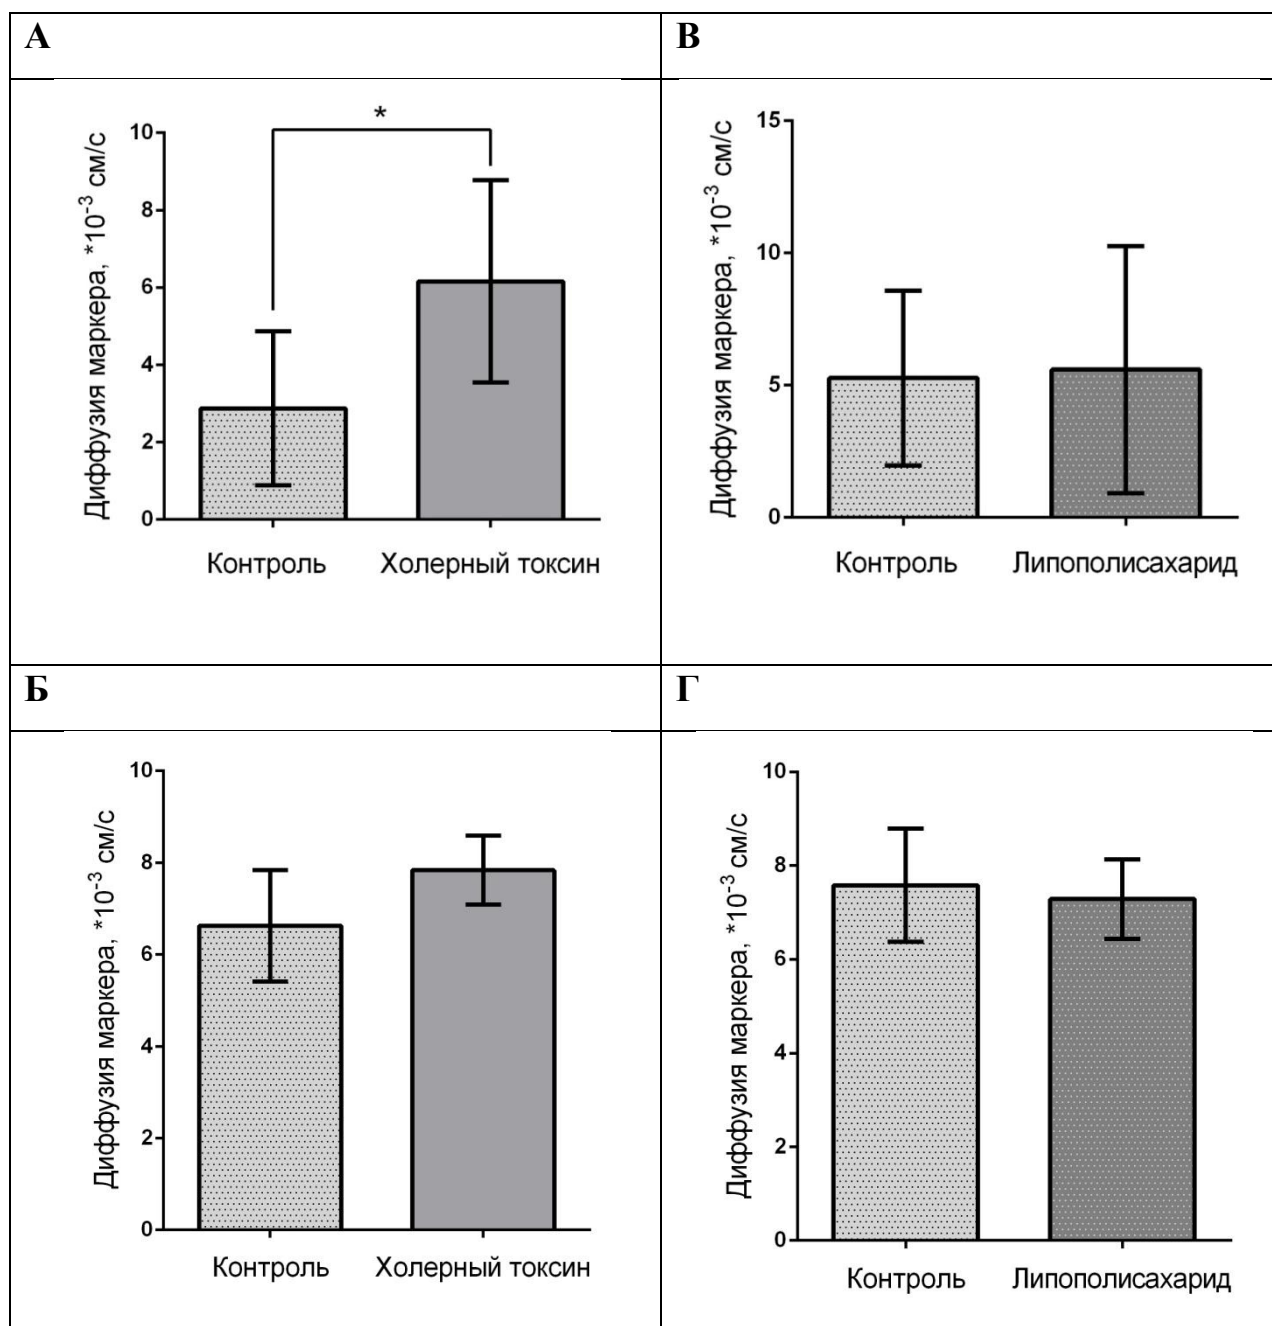 А
В
*
Диффузия маркера, *10⁻³ см/с
10
8
6
4
2
0
Контроль
Холерный токсин
Диффузия маркера, *10⁻³ см/с
15
10
5
0
Контроль
Липополисахарид
Б
Г
Диффузия маркера, *10⁻³ см/с
10
8
6
4
2
0
Контроль
Холерный токсин
Диффузия маркера, *10⁻³ см/с
10
8
6
4
2
0
Контроль
Липополисахарид